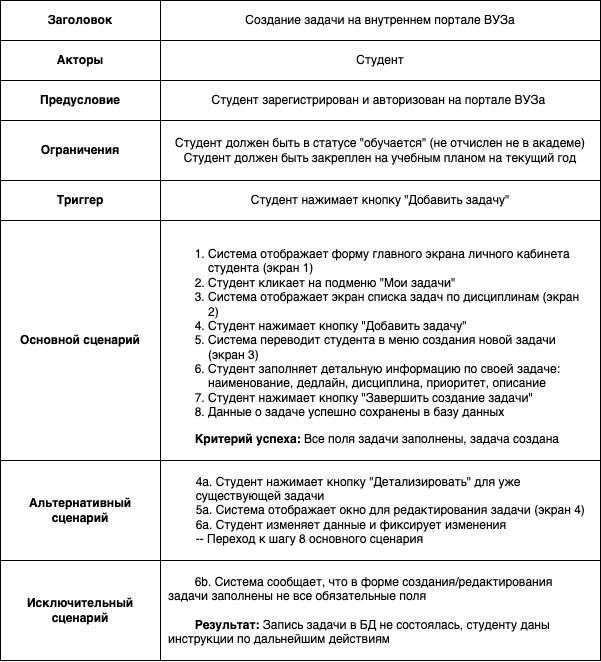 Заголовок
Создание задачи на внутреннем портале ВУЗа
Акторы
Студент
Предусловие
Студент зарегистрирован и авторизован на портале ВУЗа
Ограничения
Студент должен быть в статусе "обучается" (не отчислен не в академе)
Студент должен быть закреплен на учебным планом на текущий год
Триггер
Студент нажимает кнопку "Добавить задачу"
Основной сценарий
1. Система отображает форму главного экрана личного кабинета
студента (экран 1)
2. Студент кликает на подменю "Мои задачи"
3. Система отображает экран списка задач по дисциплинам (экран
2)
4. Студент нажимает кнопку "Добавить задачу"
5. Система переводит студента в меню создания новой задачи
(экран 3)
6. Студент заполняет детальную информацию по своей задаче:
наименование, дедлайн, дисциплина, приоритет, описание
7. Студент нажимает кнопку "Завершить создание задачи"
8. Данные о задаче успешно сохранены в базу данных
Критерий успеха: Все поля задачи заполнены, задача создана
Альтернативный
сценарий
4a. Студент нажимает кнопку "Детализировать" для уже
существующей задачи
5a. Система отображает окно для редактирования задачи (экран 4)
6a. Студент изменяет данные и фиксирует изменения
-- Переход к шагу 8 основного сценария
Исключительный
сценарий
6b. Система сообщает, что в форме создания/редактирования
задачи заполнены не все обязательные поля
Результат: Запись задачи в БД не состоялась, студенту даны
инструкции по дальнейшим действиям